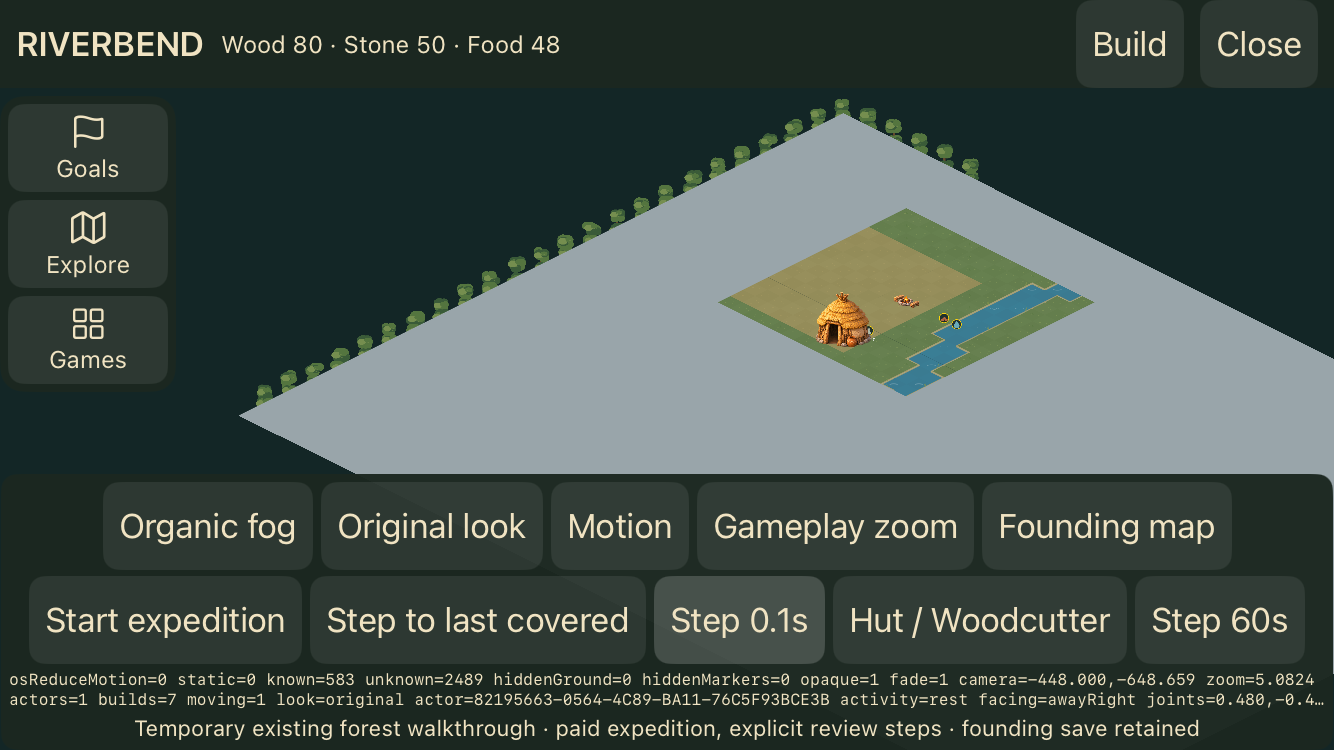 RIVERBEND Wood 80 · Stone 50 · Food 48 Build Close
Goals
Explore
Games
Organic fog Original look Motion Gameplay zoom Founding map
Start expedition Step to last covered Step 0.1s Hut / Woodcutter Step 60s
osReduceMotion=0 static=0 known=583 unknown=2489 hiddenGround=0 hiddenMarkers=0 opaque=1 fade=1 camera=−448.000,−648.659 zoom=5.0824
actors=1 builds=7 moving=1 look=original actor=82195663-0564-4C89-BA11-76C5F93BCE3B activity=rest facing=awayRight joints=0.480,−0.4…
Temporary existing forest walkthrough · paid expedition, explicit review steps · founding save retained